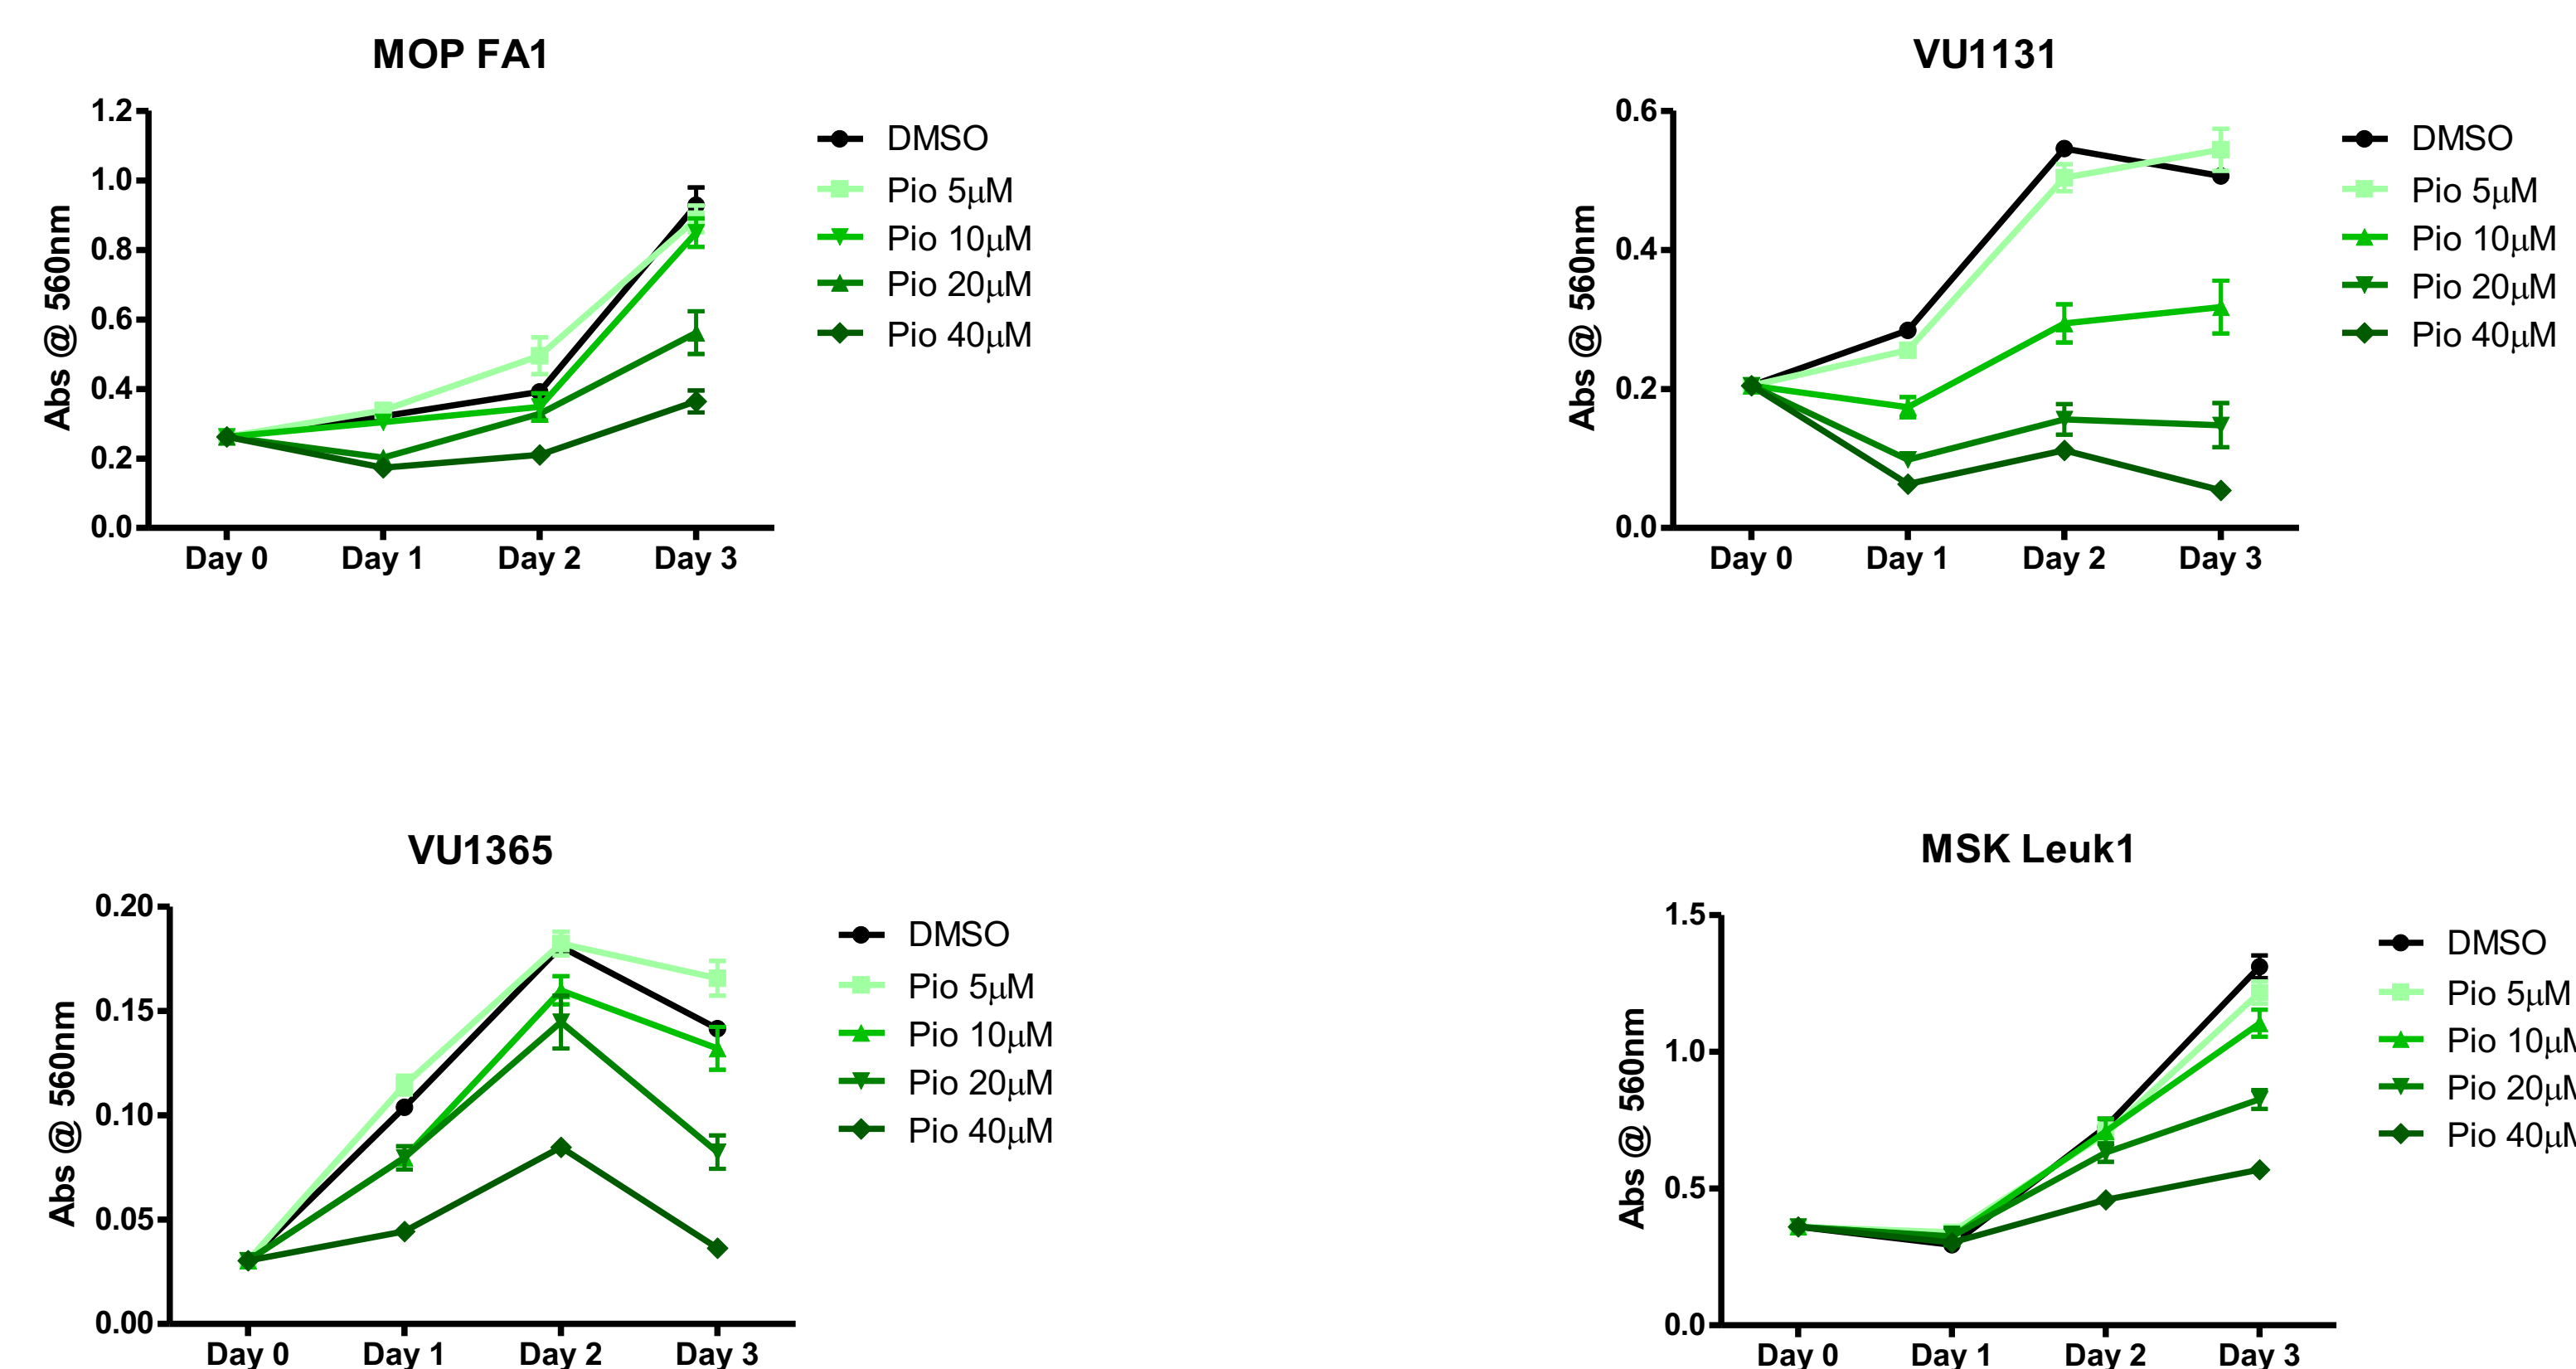 MOP FA1
1.2
1.0
0.8
0.6
0.4
0.2
0.0
Abs @ 560nm
Day 0 Day 1 Day 2 Day 3
DMSO
Pio 5μM
Pio 10μM
Pio 20μM
Pio 40μM
VU1131
0.6
0.4
0.2
0.0
Abs @ 560nm
Day 0 Day 1 Day 2 Day 3
DMSO
Pio 5μM
Pio 10μM
Pio 20μM
Pio 40μM
VU1365
0.20
0.15
0.10
0.05
0.00
Abs @ 560nm
Day 0 Day 1 Day 2 Day 3
DMSO
Pio 5μM
Pio 10μM
Pio 20μM
Pio 40μM
MSK Leuk1
1.5
1.0
0.5
0.0
Abs @ 560nm
Day 0 Day 1 Day 2 Day 3
DMSO
Pio 5μM
Pio 10μM
Pio 20μM
Pio 40μM